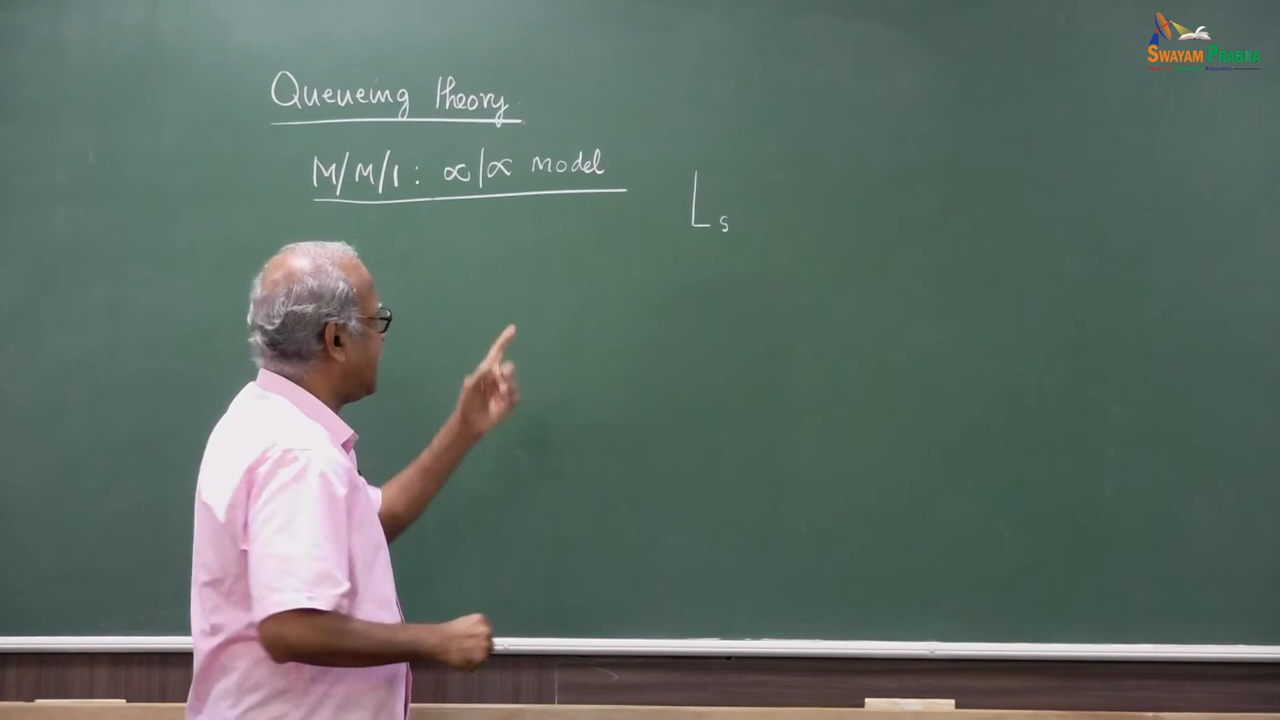 SWAYAM PRABHA
Queueing theory
M/M/1: ∝/∝ model
Ls